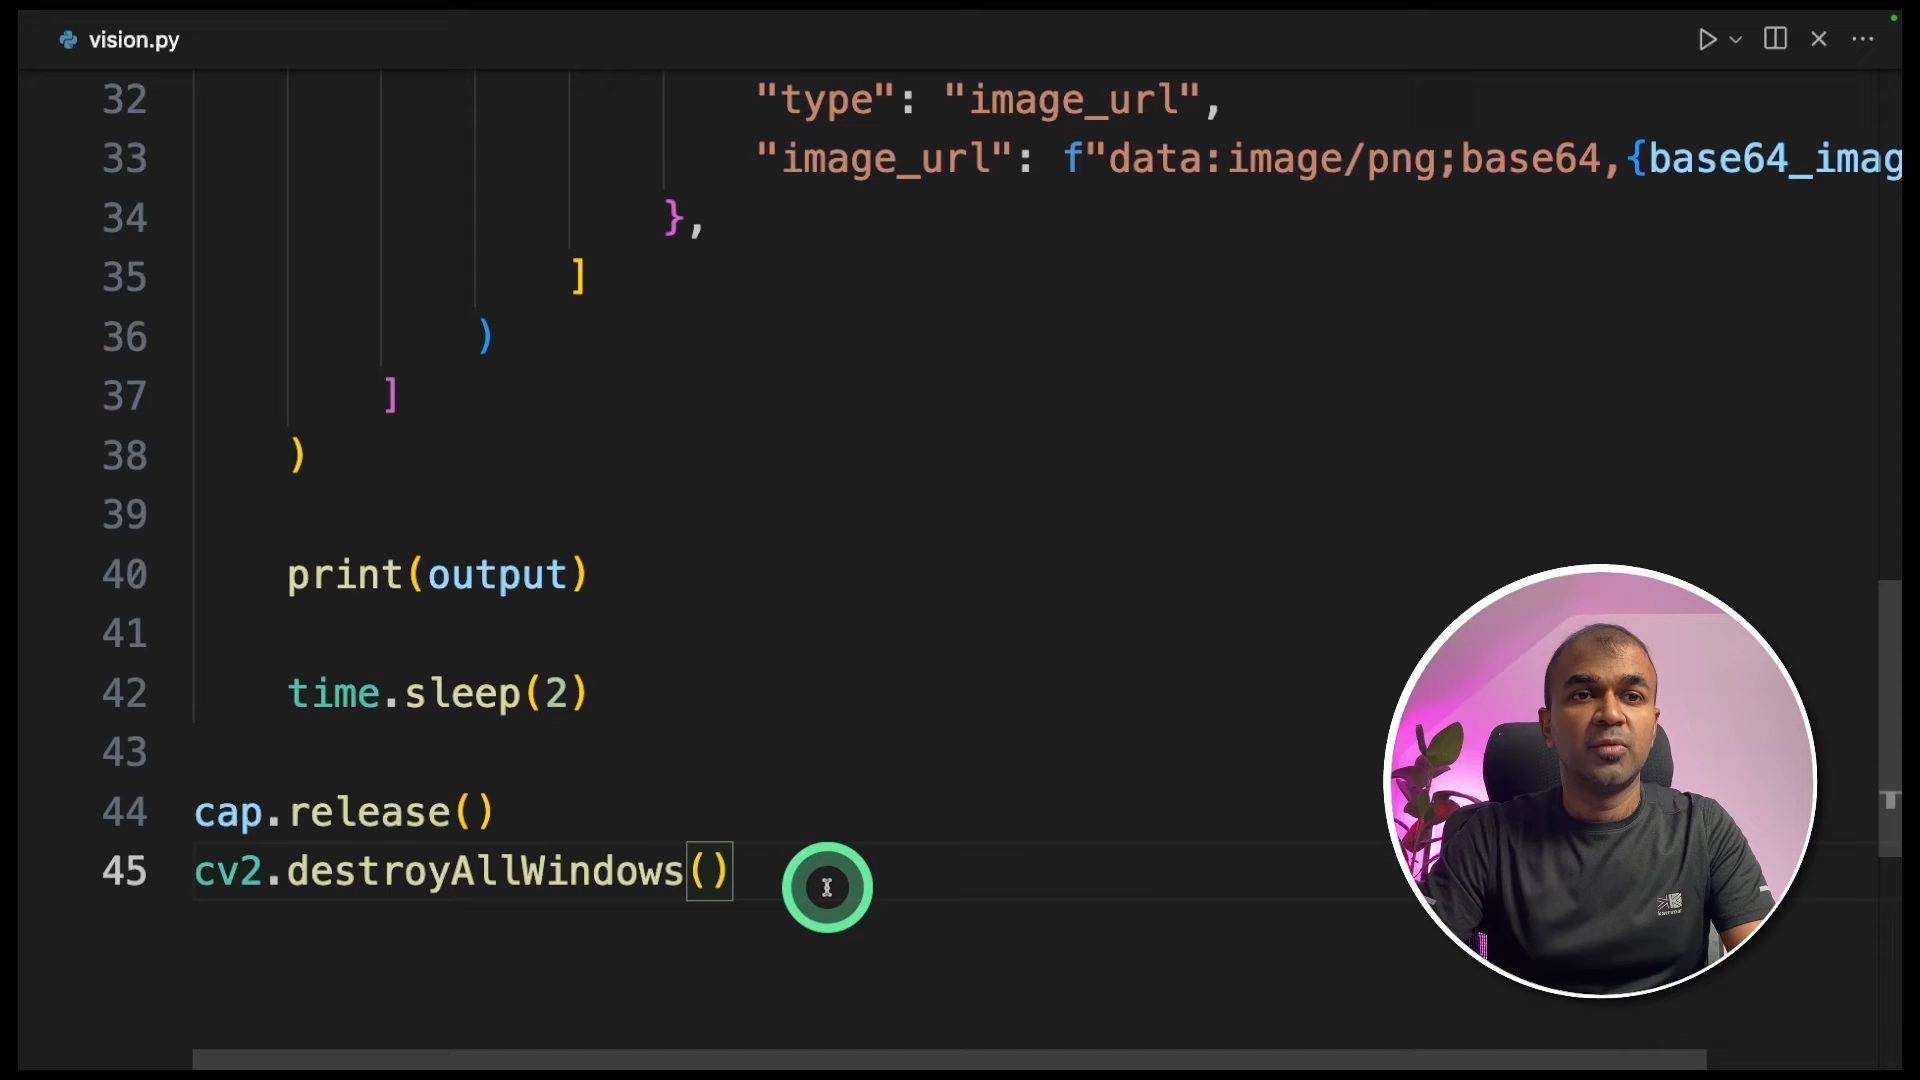 vision.py
32 "type": "image_url",
33 "image_url": f"data:image/png;base64,{base64_imag
34 },
35 ]
36 )
37 ]
38 )
39
40 print(output)
41
42 time.sleep(2)
43
44 cap.release()
45 cv2.destroyAllWindows()